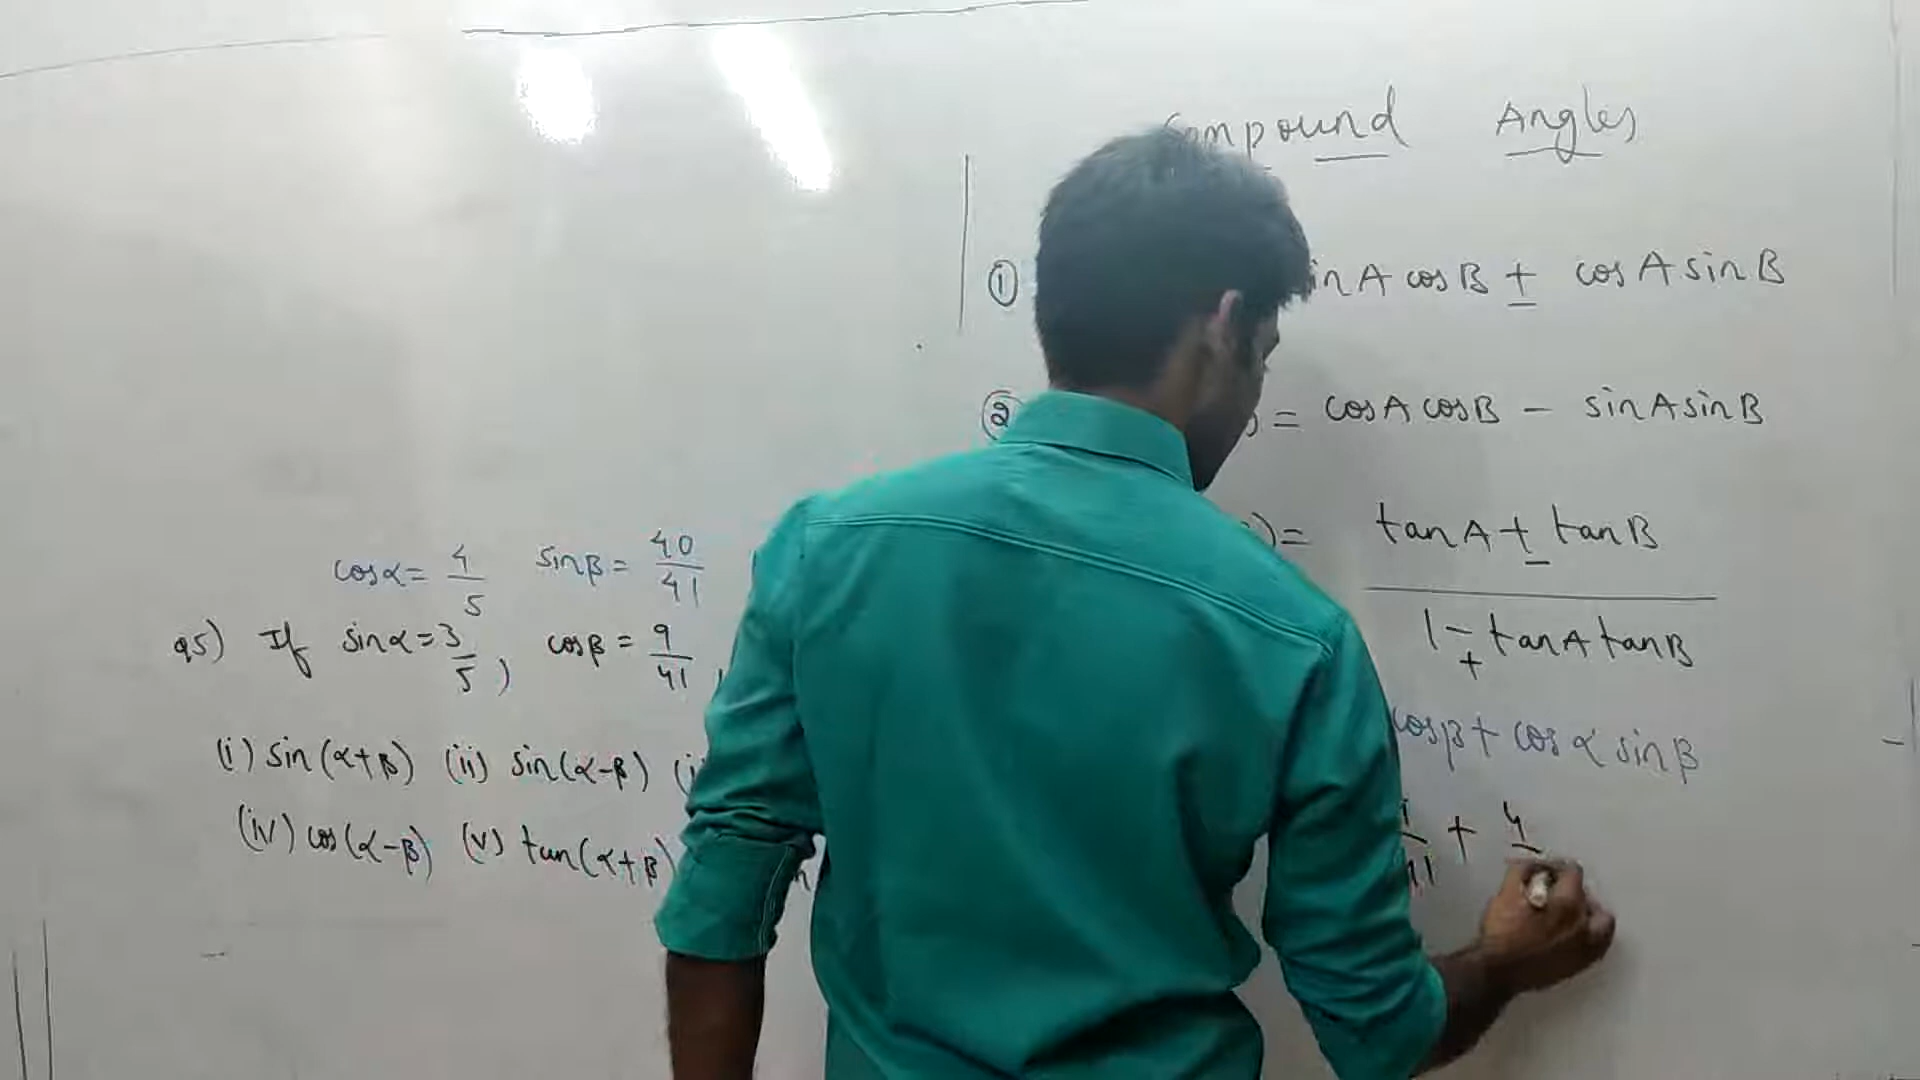 Compound Angles
① inA cosB ± cosA sinB
② = cosA cosB - sinA sinB
)= tanA ± tanB
1 ∓ tanA tanB
cosα = 4/5 sinβ = 40/41
Q5) If sinα = 3/5, cosβ = 9/41,
(i) sin(α+β) (ii) sin(α-β) (i
(iv) cos(α-β) (v) tan(α+β)
cosβ + cosα sinβ
+ 4